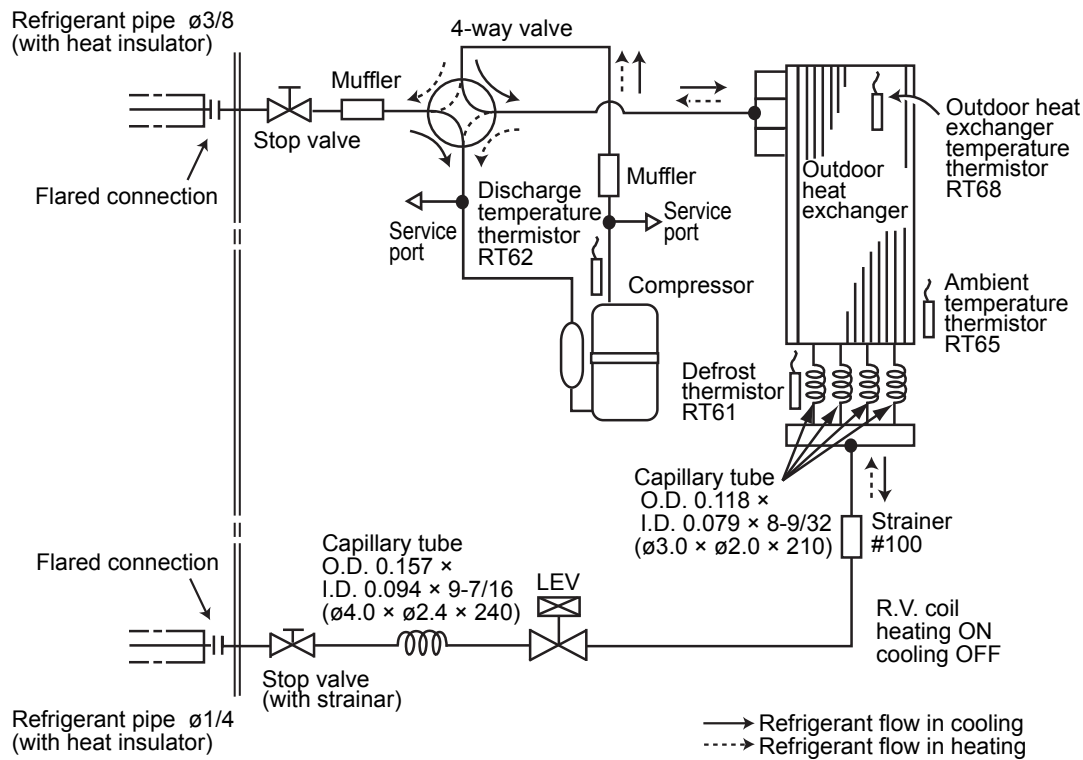 Refrigerant pipe ø3/8
(with heat insulator)
4-way valve
Muffler
Stop valve
Flared connection
Service
port
Discharge
temperature
thermistor
RT62
Muffler
Service
port
Compressor
Outdoor
heat
exchanger
Outdoor heat
exchanger
temperature
thermistor
RT68
Ambient
temperature
thermistor
RT65
Defrost
thermistor
RT61
Capillary tube
O.D. 0.118 ×
I.D. 0.079 × 8-9/32
(ø3.0 × ø2.0 × 210)
Strainer
#100
Flared connection
Capillary tube
O.D. 0.157 ×
I.D. 0.094 × 9-7/16
(ø4.0 × ø2.4 × 240)
LEV
R.V. coil
heating ON
cooling OFF
Stop valve
(with strainar)
Refrigerant pipe ø1/4
(with heat insulator)
Refrigerant flow in cooling
Refrigerant flow in heating